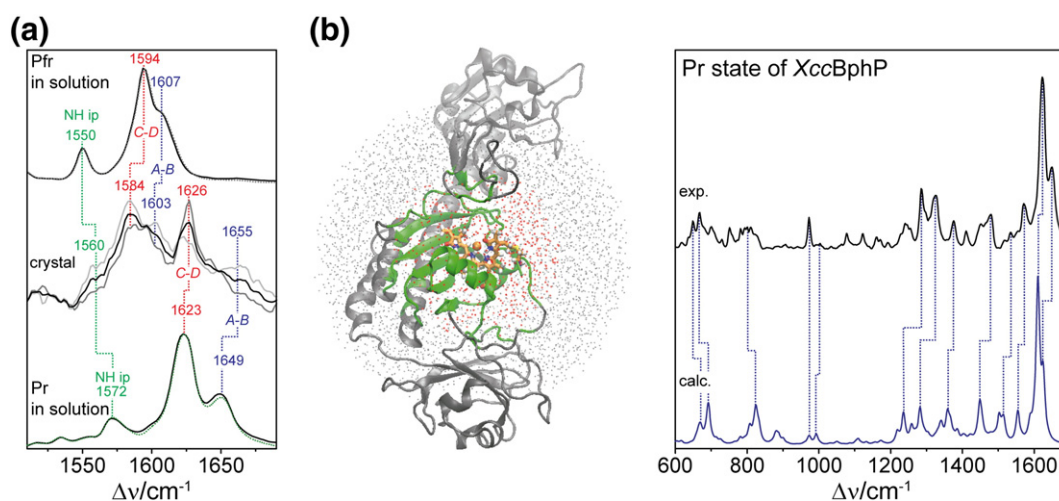 (a)
Pfr
in solution
1594
1607
NH ip
1550
C-D
A-B
1584
1603
1626
1560
1655
crystal
C-D
A-B
1623
1649
Pr
in solution
NH ip
1572
1550 1600 1650
Δν/cm-1
(b)
Pr state of XccBphP
exp.
calc.
600 800 1000 1200 1400 1600
Δν/cm-1